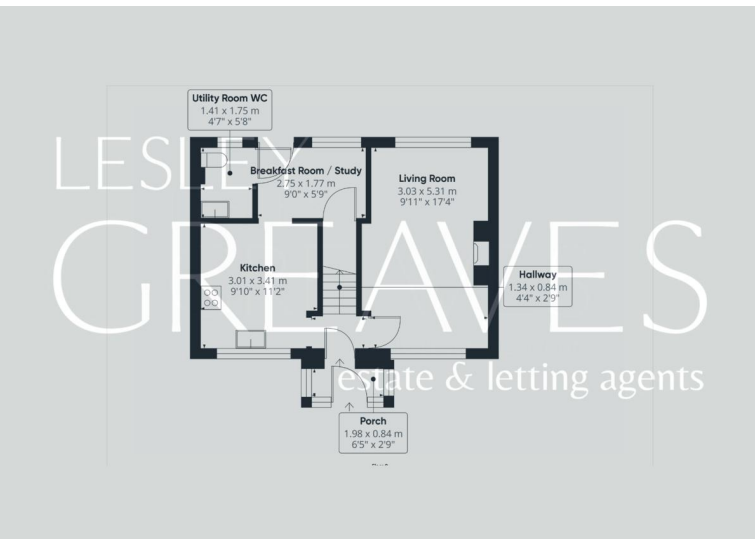 Utility Room WC
1.41 x 1.75 m
4'7" x 5'8"
LESLEY
Breakfast Room / Study
2.75 x 1.77 m
9'0" x 5'9"
Living Room
3.03 x 5.31 m
9'11" x 17'4"
GREAVES
Kitchen
3.01 x 3.41 m
9'10" x 11'2"
Hallway
1.34 x 0.84 m
4'4" x 2'9"
estate & letting agents
Porch
1.98 x 0.84 m
6'5" x 2'9"